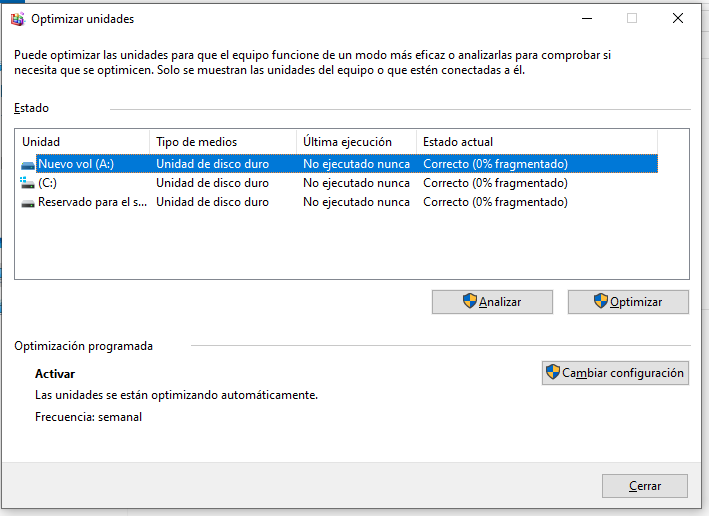 Optimizar unidades
Puede optimizar las unidades para que el equipo funcione de un modo más eficaz o analizarlas para comprobar si
necesita que se optimicen. Solo se muestran las unidades del equipo o que estén conectadas a él.
Estado
Unidad Tipo de medios Última ejecución Estado actual
Nuevo vol (A:) Unidad de disco duro No ejecutado nunca Correcto (0% fragmentado)
(C:) Unidad de disco duro No ejecutado nunca Correcto (0% fragmentado)
Reservado para el s... Unidad de disco duro No ejecutado nunca Correcto (0% fragmentado)
Analizar Optimizar
Optimización programada
Activar
Cambiar configuración
Las unidades se están optimizando automáticamente.
Frecuencia: semanal
Cerrar